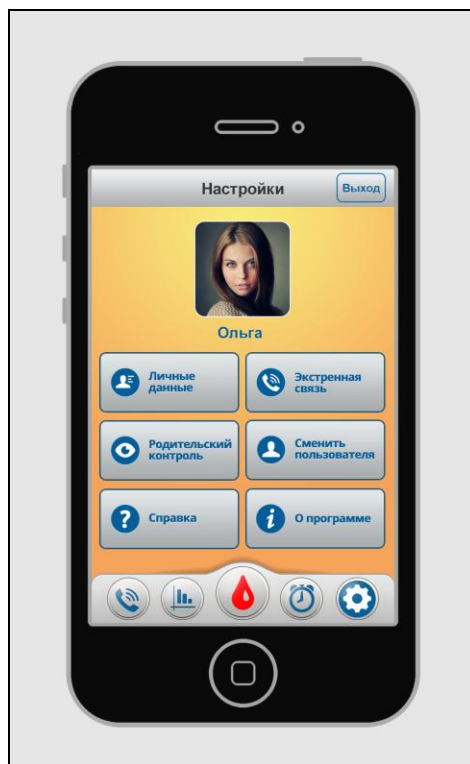 Настройки
Выход
Ольга
Личные
данные
Экстренная
связь
Родительский
контроль
Сменить
пользователя
Справка
О программе